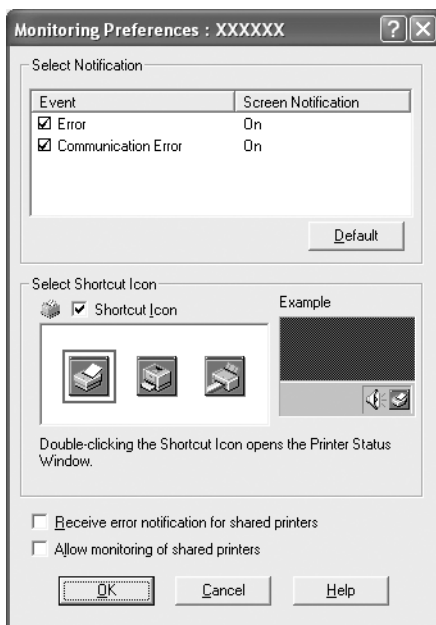 Monitoring Preferences : XXXXXX
Select Notification
Event Screen Notification
Error On
Communication Error On
Default
Select Shortcut Icon
Shortcut Icon Example
Double-clicking the Shortcut Icon opens the Printer Status
Window.
Receive error notification for shared printers
Allow monitoring of shared printers
OK Cancel Help